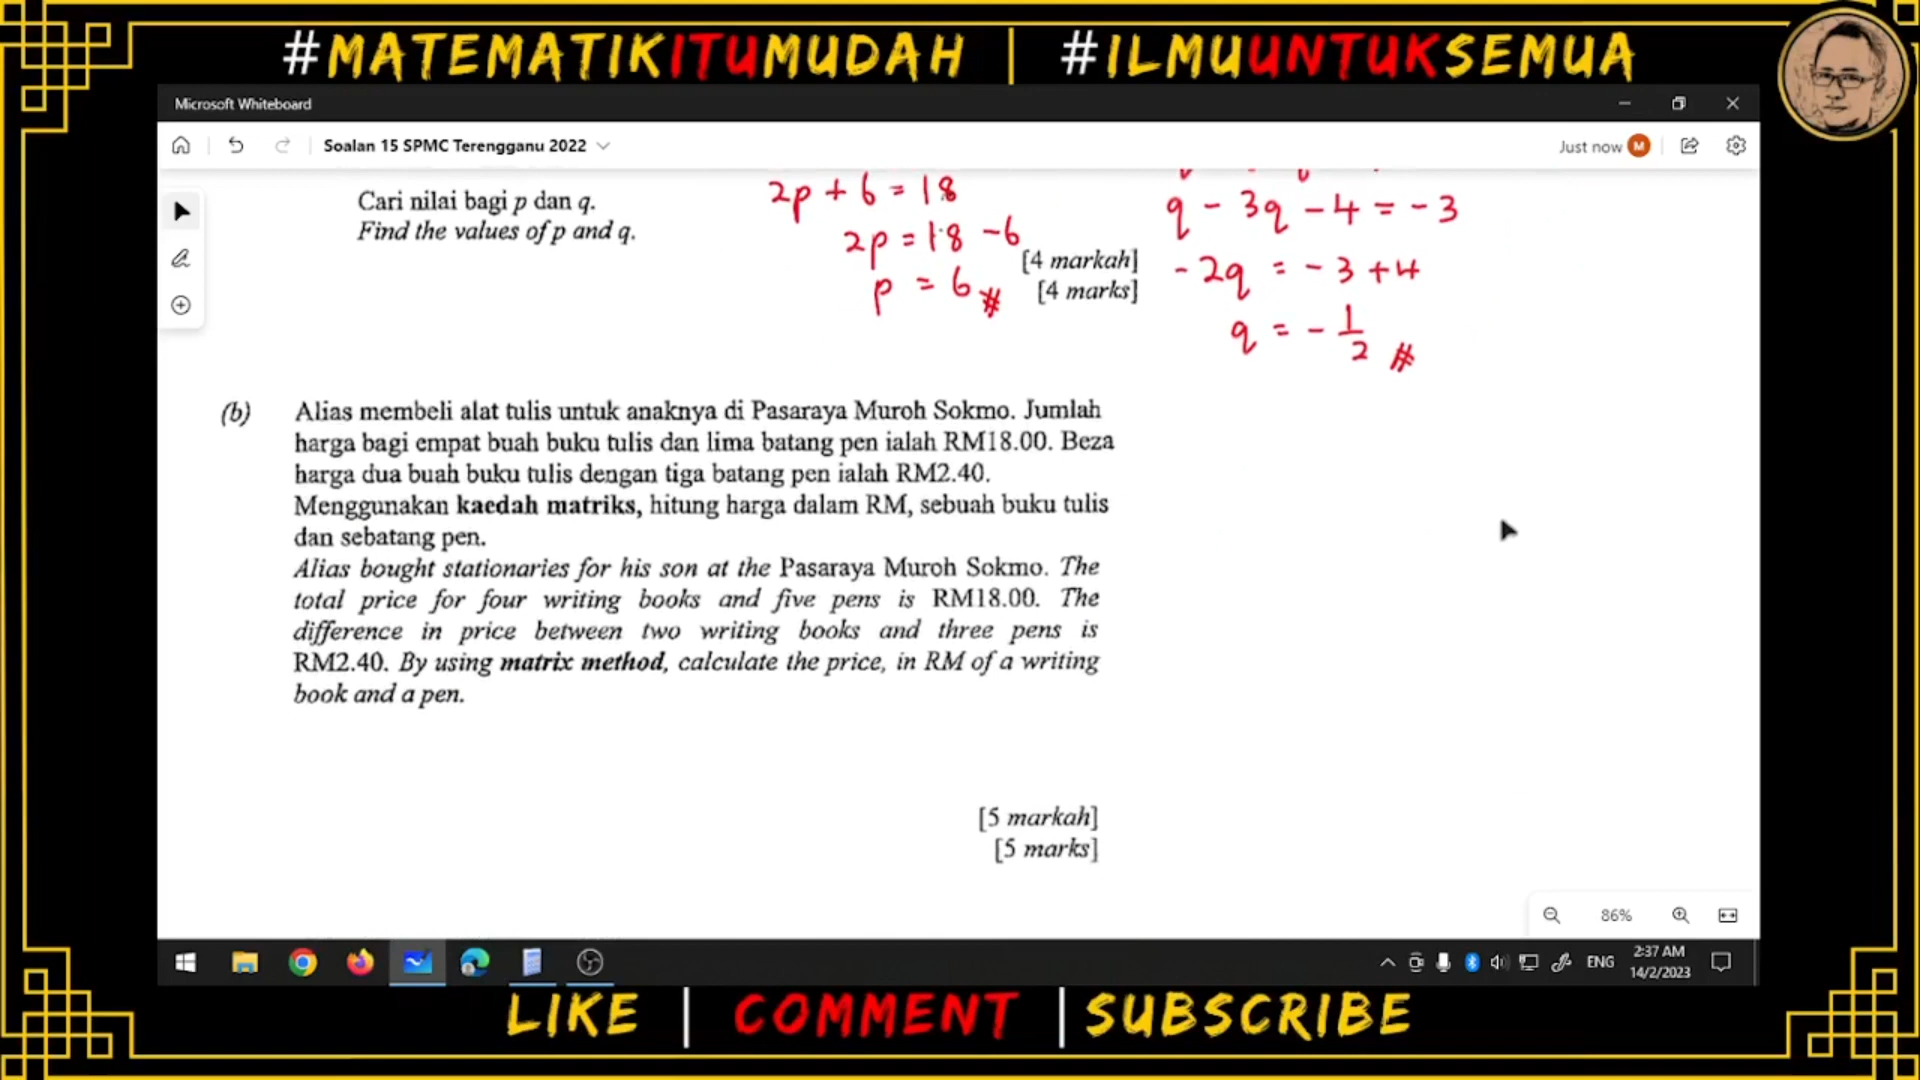 #MATEMATIKITUMUDAH | #ILMUUNTUKSEMUA
Microsoft Whiteboard
Soalan 15 SPMC Terengganu 2022
Just now M
Cari nilai bagi p dan q.
Find the values of p and q.
[4 markah]
[4 marks]
2p + 6 = 18
2p = 18 - 6
p = 6 #
q - 3q - 4 = - 3
- 2q = - 3 + 4
q = - 1/2 #
(b) Alias membeli alat tulis untuk anaknya di Pasaraya Muroh Sokmo. Jumlah
harga bagi empat buah buku tulis dan lima batang pen ialah RM18.00. Beza
harga dua buah buku tulis dengan tiga batang pen ialah RM2.40.
Menggunakan kaedah matriks, hitung harga dalam RM, sebuah buku tulis
dan sebatang pen.
Alias bought stationaries for his son at the Pasaraya Muroh Sokmo. The
total price for four writing books and five pens is RM18.00. The
difference in price between two writing books and three pens is
RM2.40. By using matrix method, calculate the price, in RM of a writing
book and a pen.
[5 markah]
[5 marks]
86%
ENG
2:37 AM
14/2/2023
LIKE | COMMENT | SUBSCRIBE